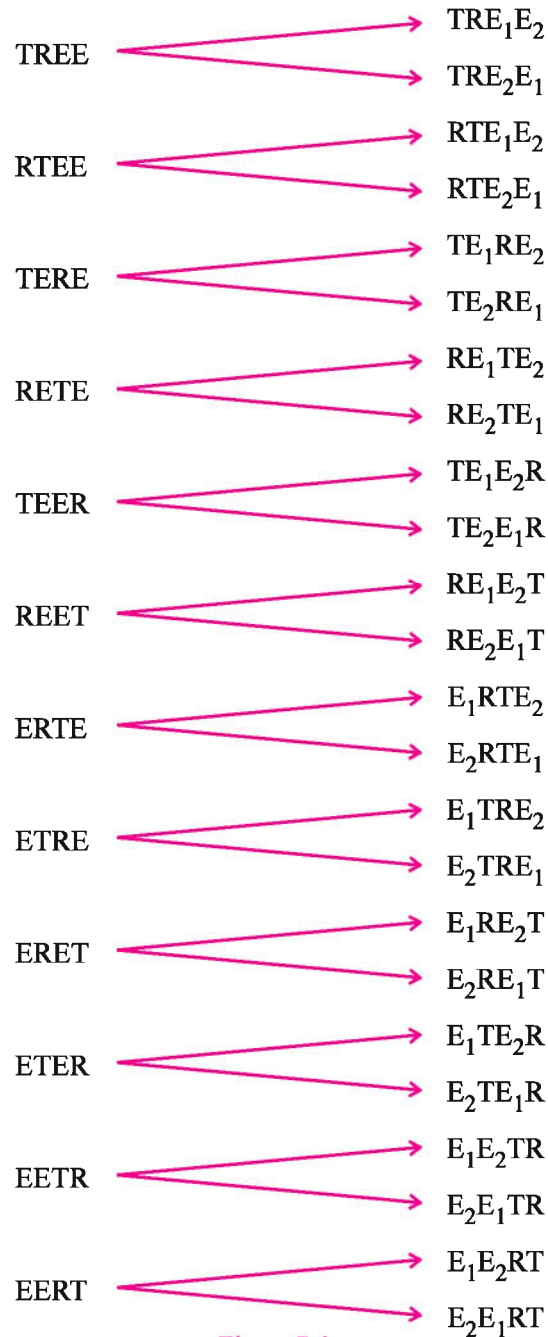 TREE
TRE₁E₂
TRE₂E₁
RTEE
RTE₁E₂
RTE₂E₁
TERE
TE₁RE₂
TE₂RE₁
RETE
RE₁TE₂
RE₂TE₁
TEER
TE₁E₂R
TE₂E₁R
REET
RE₁E₂T
RE₂E₁T
ERTE
E₁RTE₂
E₂RTE₁
ETRE
E₁TRE₂
E₂TRE₁
ERET
E₁RE₂T
E₂RE₁T
ETER
E₁TE₂R
E₂TE₁R
EETR
E₁E₂TR
E₂E₁TR
EERT
E₁E₂RT
E₂E₁RT